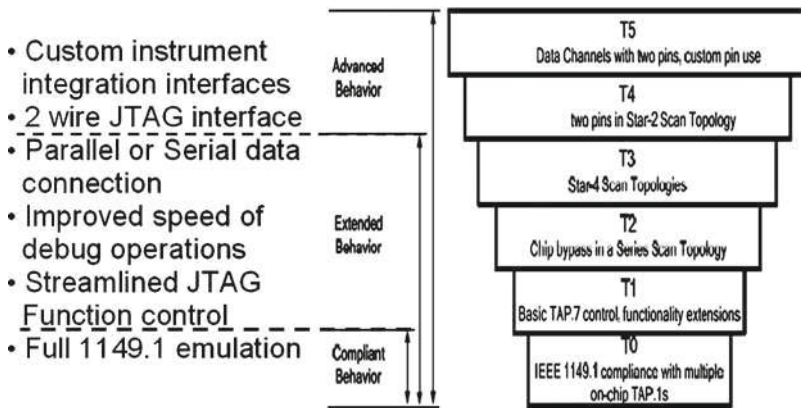 • Custom instrument
integration interfaces
• 2 wire JTAG interface
• Parallel or Serial data
connection
• Improved speed of
debug operations
• Streamlined JTAG
Function control
• Full 1149.1 emulation
Advanced
Behavior
Extended
Behavior
Compliant
Behavior
T5
Data Channels with two pins, custom pin use
T4
two pins in Star-2 Scan Topology
T3
Star-4 Scan Topologies
T2
Chip bypass in a Series Scan Topology
T1
Basic TAP.7 control, functionality extensions
T0
IEEE 1149.1 compliance with multiple
on-chip TAP.1s